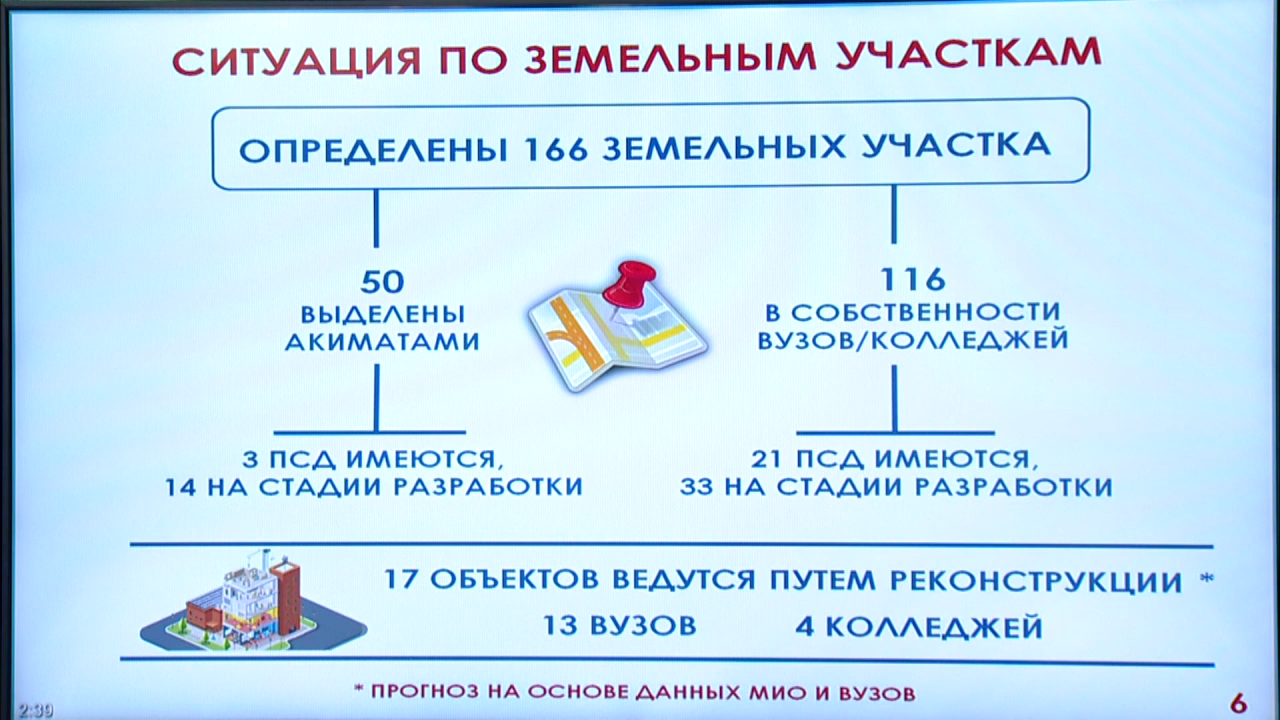 СИТУАЦИЯ ПО ЗЕМЕЛЬНЫМ УЧАСТКАМ
ОПРЕДЕЛЕНЫ 166 ЗЕМЕЛЬНЫХ УЧАСТКА
50
ВЫДЕЛЕНЫ
АКИМАТАМИ
3 ПСД ИМЕЮТСЯ,
14 НА СТАДИИ РАЗРАБОТКИ
116
В СОБСТВЕННОСТИ
ВУЗОВ/КОЛЛЕДЖЕЙ
21 ПСД ИМЕЮТСЯ,
33 НА СТАДИИ РАЗРАБОТКИ
17 ОБЪЕКТОВ ВЕДУТСЯ ПУТЕМ РЕКОНСТРУКЦИИ *
13 ВУЗОВ 4 КОЛЛЕДЖЕЙ
* ПРОГНОЗ НА ОСНОВЕ ДАННЫХ МИО И ВУЗОВ
2:39
6